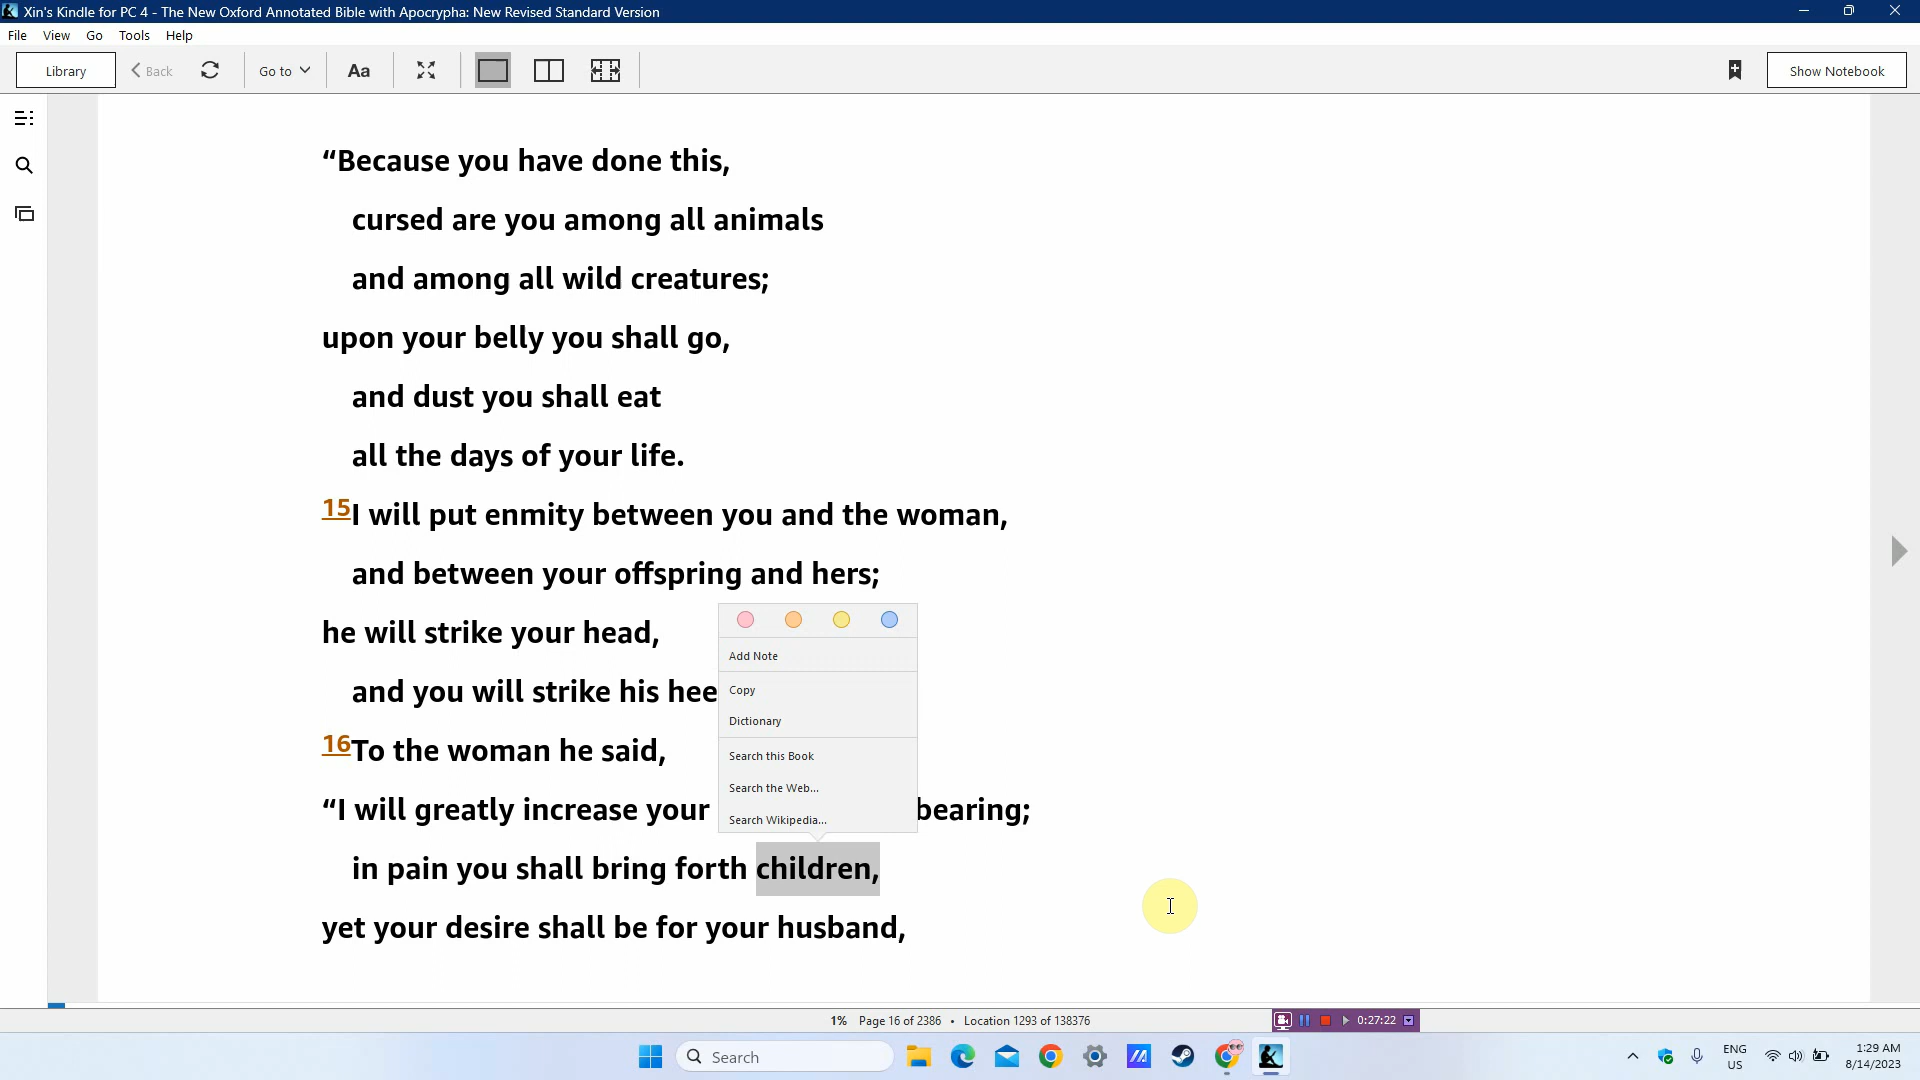 Xin's Kindle for PC 4 - The New Oxford Annotated Bible with Apocrypha: New Revised Standard Version
File View Go Tools Help
Library Back Go to Aa Show Notebook
“Because you have done this,
cursed are you among all animals
and among all wild creatures;
upon your belly you shall go,
and dust you shall eat
all the days of your life.
15I will put enmity between you and the woman,
and between your offspring and hers;
he will strike your head,
and you will strike his hee
16To the woman he said,
“I will greatly increase your bearing;
in pain you shall bring forth children,
yet your desire shall be for your husband,
Add Note
Copy
Dictionary
Search this Book
Search the Web...
Search Wikipedia...
1% Page 16 of 2386 • Location 1293 of 138376
0:27:22
Search
ENG
US
1:29 AM
8/14/2023